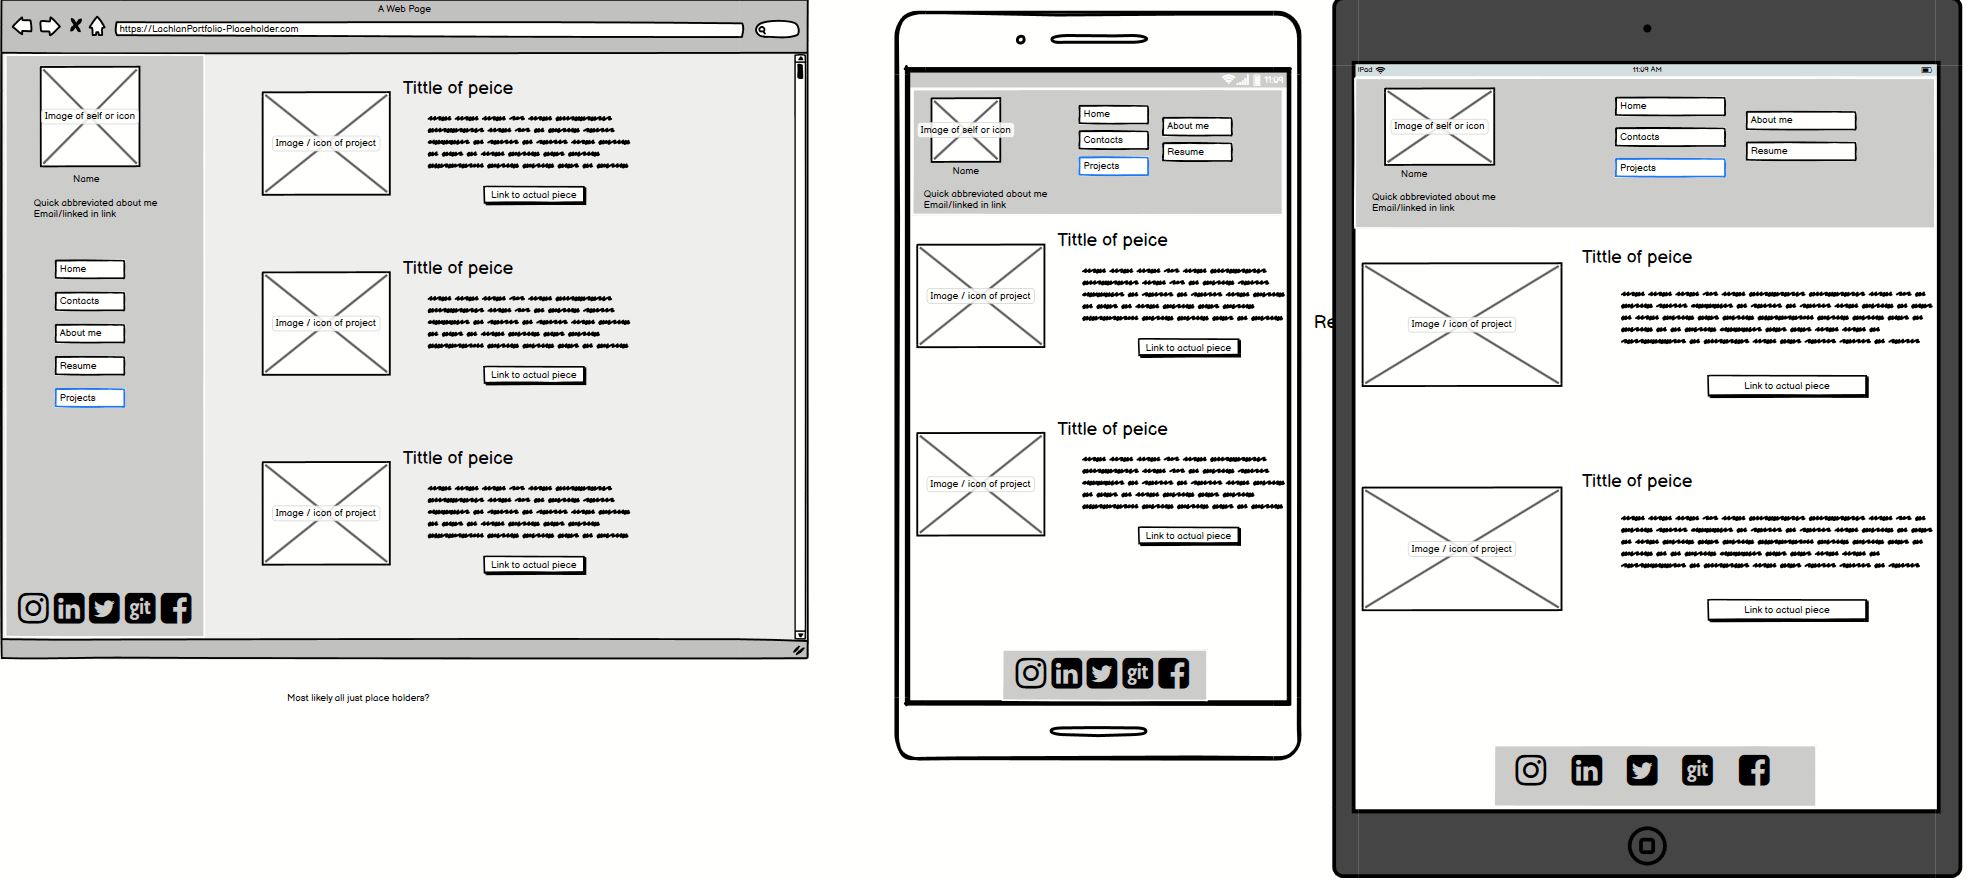 A Web Page
https://LachlanPortfolio-Placeholder.com
Image of self or icon
Name
Quick abbreviated about me
Email/linked in link
Home
Contacts
About me
Resume
Projects
in
git
f
Tittle of peice
Image / icon of project
Link to actual piece
Tittle of peice
Image / icon of project
Link to actual piece
Tittle of peice
Image / icon of project
Link to actual piece
Most likely all just place holders?
11:09
Image of self or icon
Name
Quick abbreviated about me
Email/linked in link
Home
Contacts
Projects
About me
Resume
Tittle of peice
Image / icon of project
Link to actual piece
Tittle of peice
Image / icon of project
Link to actual piece
in
git
f
Re
iPad
11:09 AM
Image of self or icon
Name
Quick abbreviated about me
Email/linked in link
Home
Contacts
Projects
About me
Resume
Tittle of peice
Image / icon of project
Link to actual piece
Tittle of peice
Image / icon of project
Link to actual piece
in
git
f